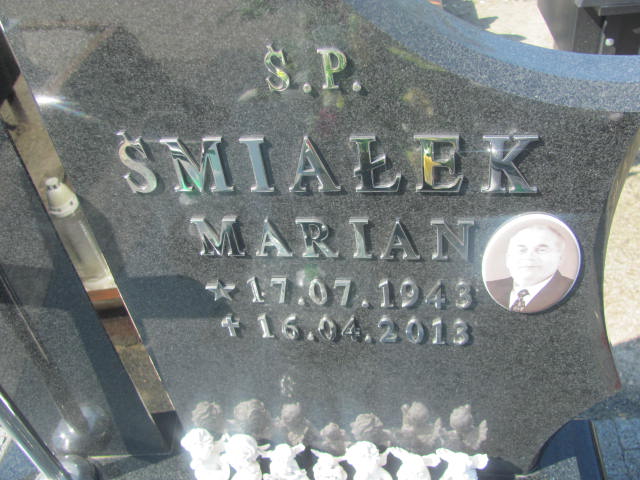 Ś.P.
ŚMIAŁEK
MARIAN
★ 17.07.1943
✝ 16.04.2013